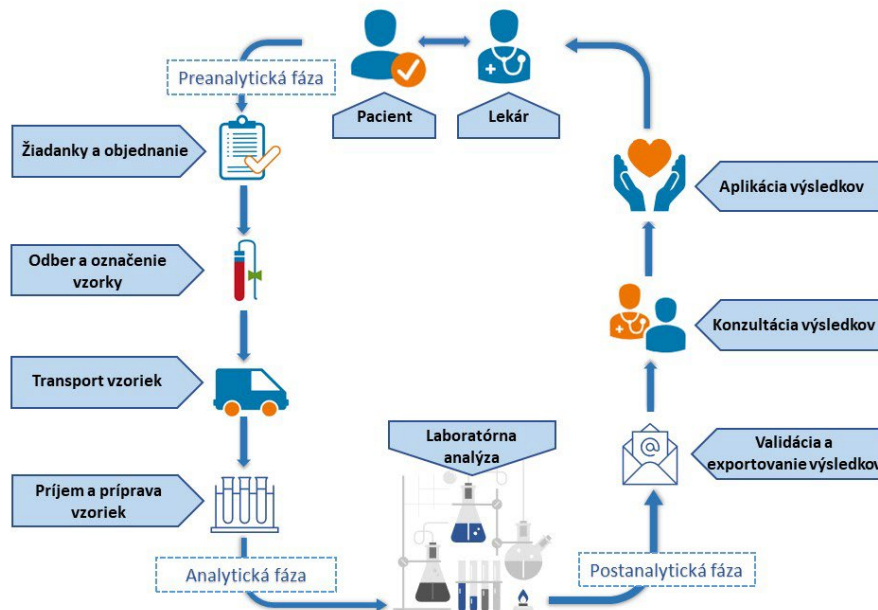 Preanalytická fáza
Pacient
Lekár
Žiadanky a objednanie
Aplikácia výsledkov
Odber a označenie
vzorky
Konzultácia výsledkov
Transport vzoriek
Laboratórna
analýza
Validácia a
exportovanie výsledkov
Príjem a príprava
vzoriek
Analytická fáza
Postanalytická fáza
@